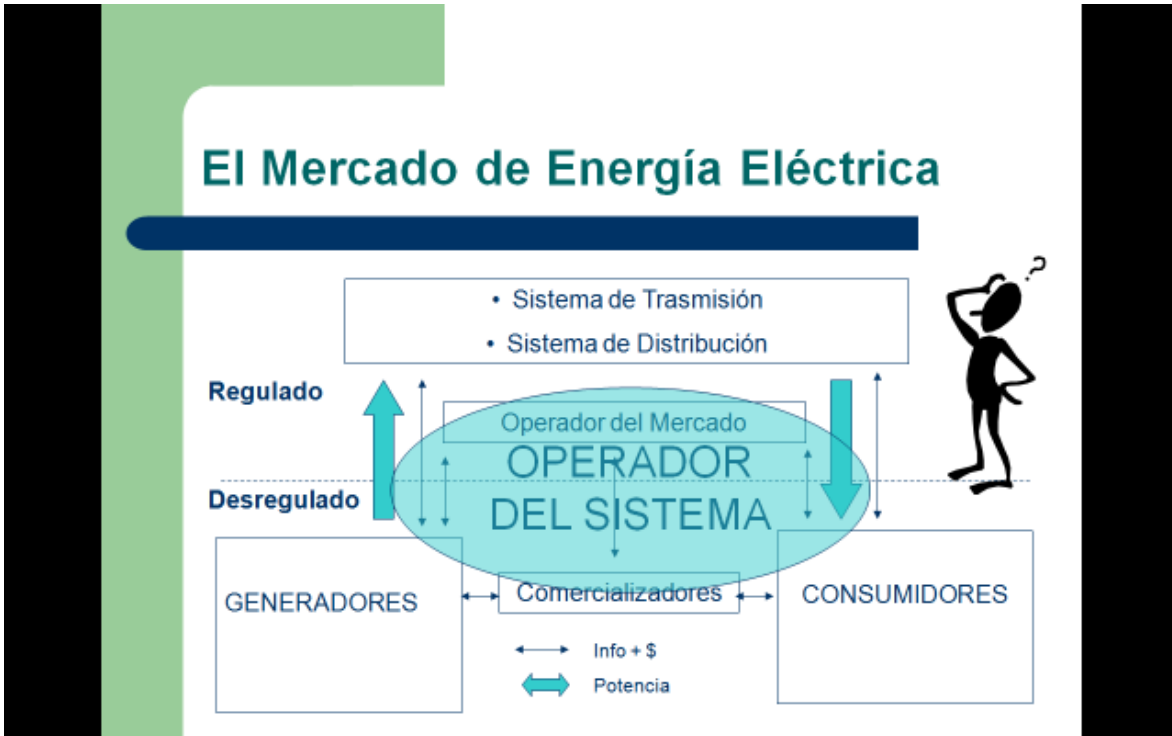 El Mercado de Energía Eléctrica
?
• Sistema de Trasmisión
• Sistema de Distribución
Regulado
Operador del Mercado
OPERADOR
DEL SISTEMA
Desregulado
GENERADORES
Comercializadores
CONSUMIDORES
Info + $
Potencia